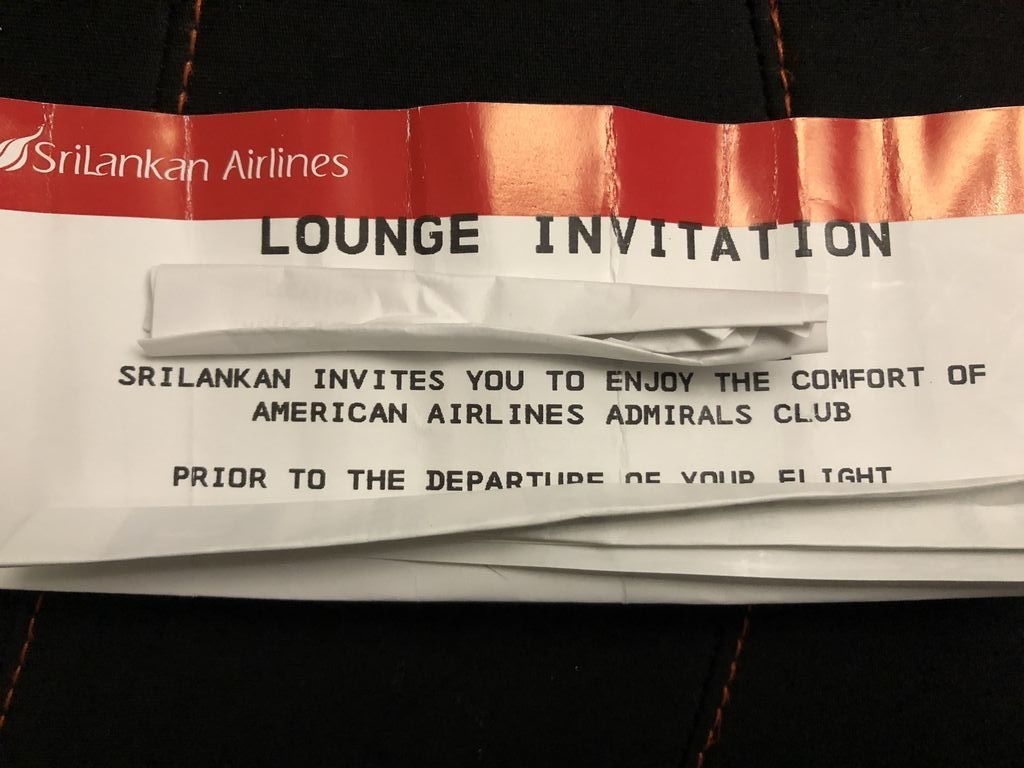 SriLankan Airlines
LOUNGE INVITATION
SRILANKAN INVITES YOU TO ENJOY THE COMFORT OF
AMERICAN AIRLINES ADMIRALS CLUB
PRIOR TO THE DEPARTURE OF YOUR FLIGHT